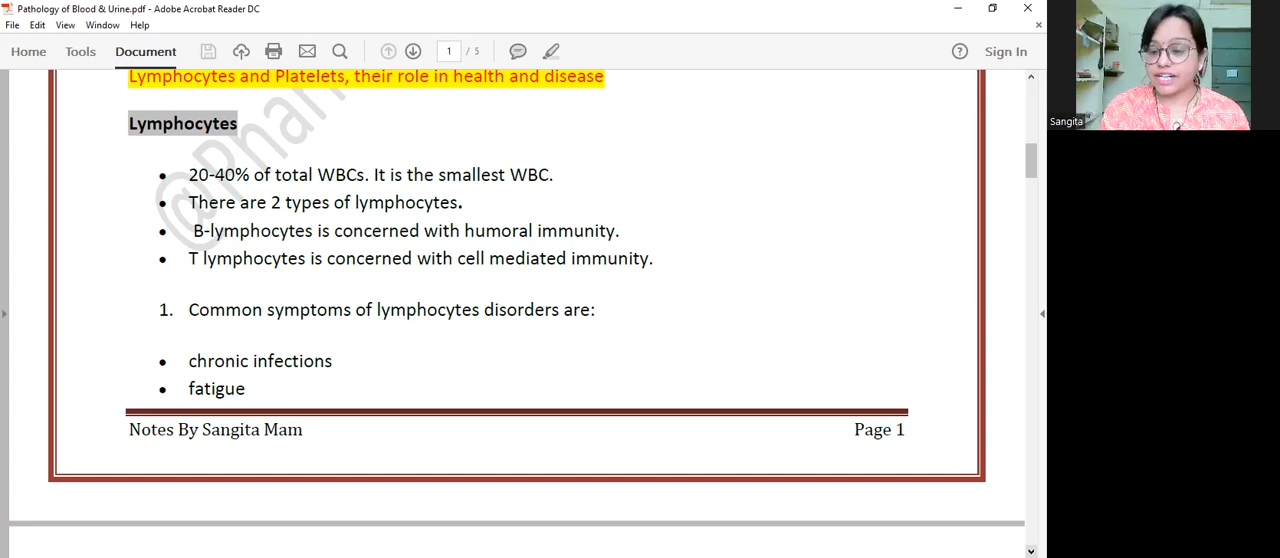 Pathology of Blood & Urine.pdf - Adobe Acrobat Reader DC
File Edit View Window Help
Home Tools Document 1 / 5 Sign In
Lymphocytes and Platelets, their role in health and disease
Lymphocytes
• 20-40% of total WBCs. It is the smallest WBC.
• There are 2 types of lymphocytes.
• B-lymphocytes is concerned with humoral immunity.
• T lymphocytes is concerned with cell mediated immunity.
1. Common symptoms of lymphocytes disorders are:
• chronic infections
• fatigue
Notes By Sangita Mam Page 1
Sangita